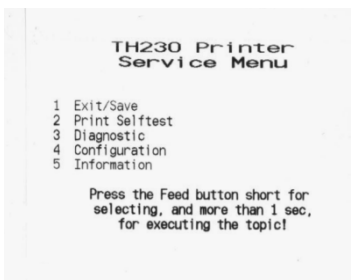 TH230 Printer
Service Menu
1 Exit/Save
2 Print Selftest
3 Diagnostic
4 Configuration
5 Information
Press the Feed button short for
selecting, and more than 1 sec,
for executing the topic!